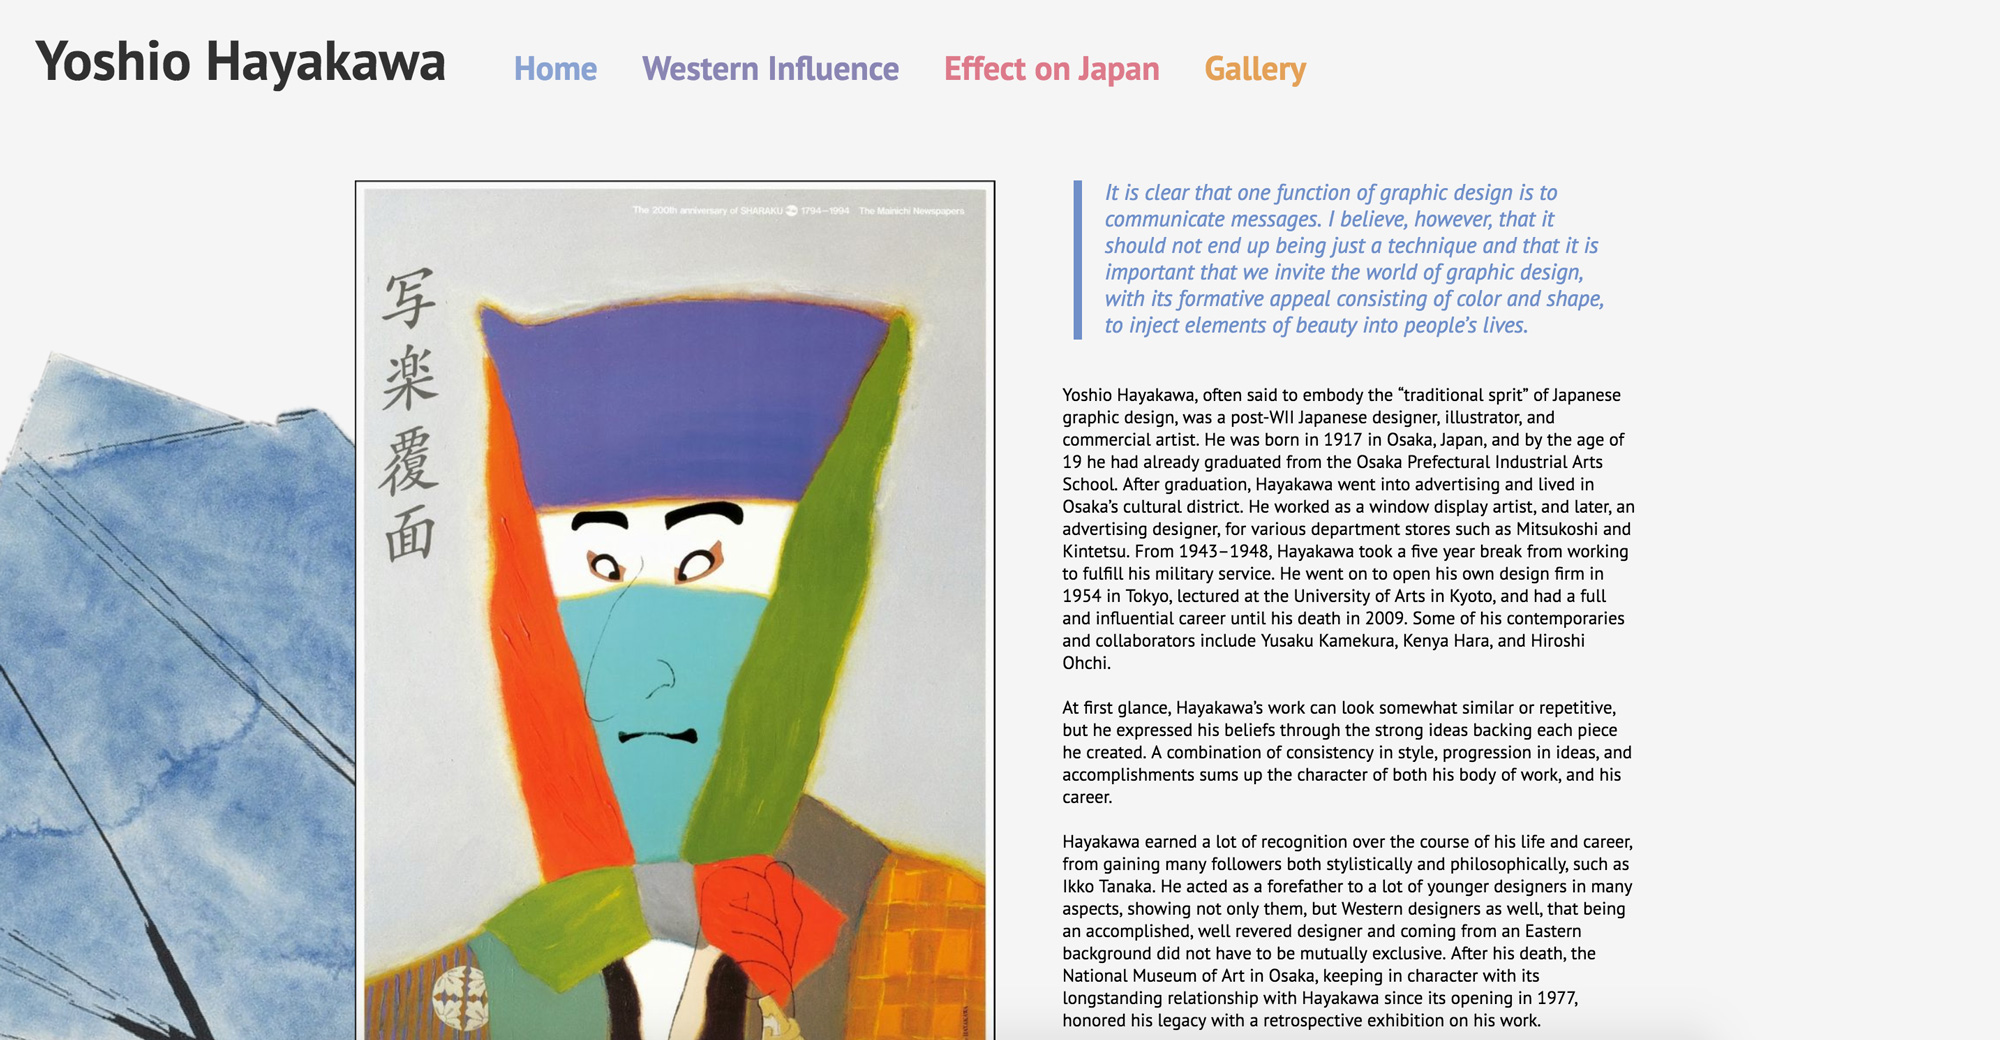 Yoshio Hayakawa
Home Western Influence Effect on Japan Gallery
The 200th anniversary of SHARAKU 1794–1994 The Mainichi Newspapers
写楽覆面
It is clear that one function of graphic design is to
communicate messages. I believe, however, that it
should not end up being just a technique and that it is
important that we invite the world of graphic design,
with its formative appeal consisting of color and shape,
to inject elements of beauty into people’s lives.
Yoshio Hayakawa, often said to embody the “traditional sprit” of Japanese
graphic design, was a post-WII Japanese designer, illustrator, and
commercial artist. He was born in 1917 in Osaka, Japan, and by the age of
19 he had already graduated from the Osaka Prefectural Industrial Arts
School. After graduation, Hayakawa went into advertising and lived in
Osaka’s cultural district. He worked as a window display artist, and later, an
advertising designer, for various department stores such as Mitsukoshi and
Kintetsu. From 1943–1948, Hayakawa took a five year break from working
to fulfill his military service. He went on to open his own design firm in
1954 in Tokyo, lectured at the University of Arts in Kyoto, and had a full
and influential career until his death in 2009. Some of his contemporaries
and collaborators include Yusaku Kamekura, Kenya Hara, and Hiroshi
Ohchi.
At first glance, Hayakawa’s work can look somewhat similar or repetitive,
but he expressed his beliefs through the strong ideas backing each piece
he created. A combination of consistency in style, progression in ideas, and
accomplishments sums up the character of both his body of work, and his
career.
Hayakawa earned a lot of recognition over the course of his life and career,
from gaining many followers both stylistically and philosophically, such as
Ikko Tanaka. He acted as a forefather to a lot of younger designers in many
aspects, showing not only them, but Western designers as well, that being
an accomplished, well revered designer and coming from an Eastern
background did not have to be mutually exclusive. After his death, the
National Museum of Art in Osaka, keeping in character with its
longstanding relationship with Hayakawa since its opening in 1977,
honored his legacy with a retrospective exhibition on his work.